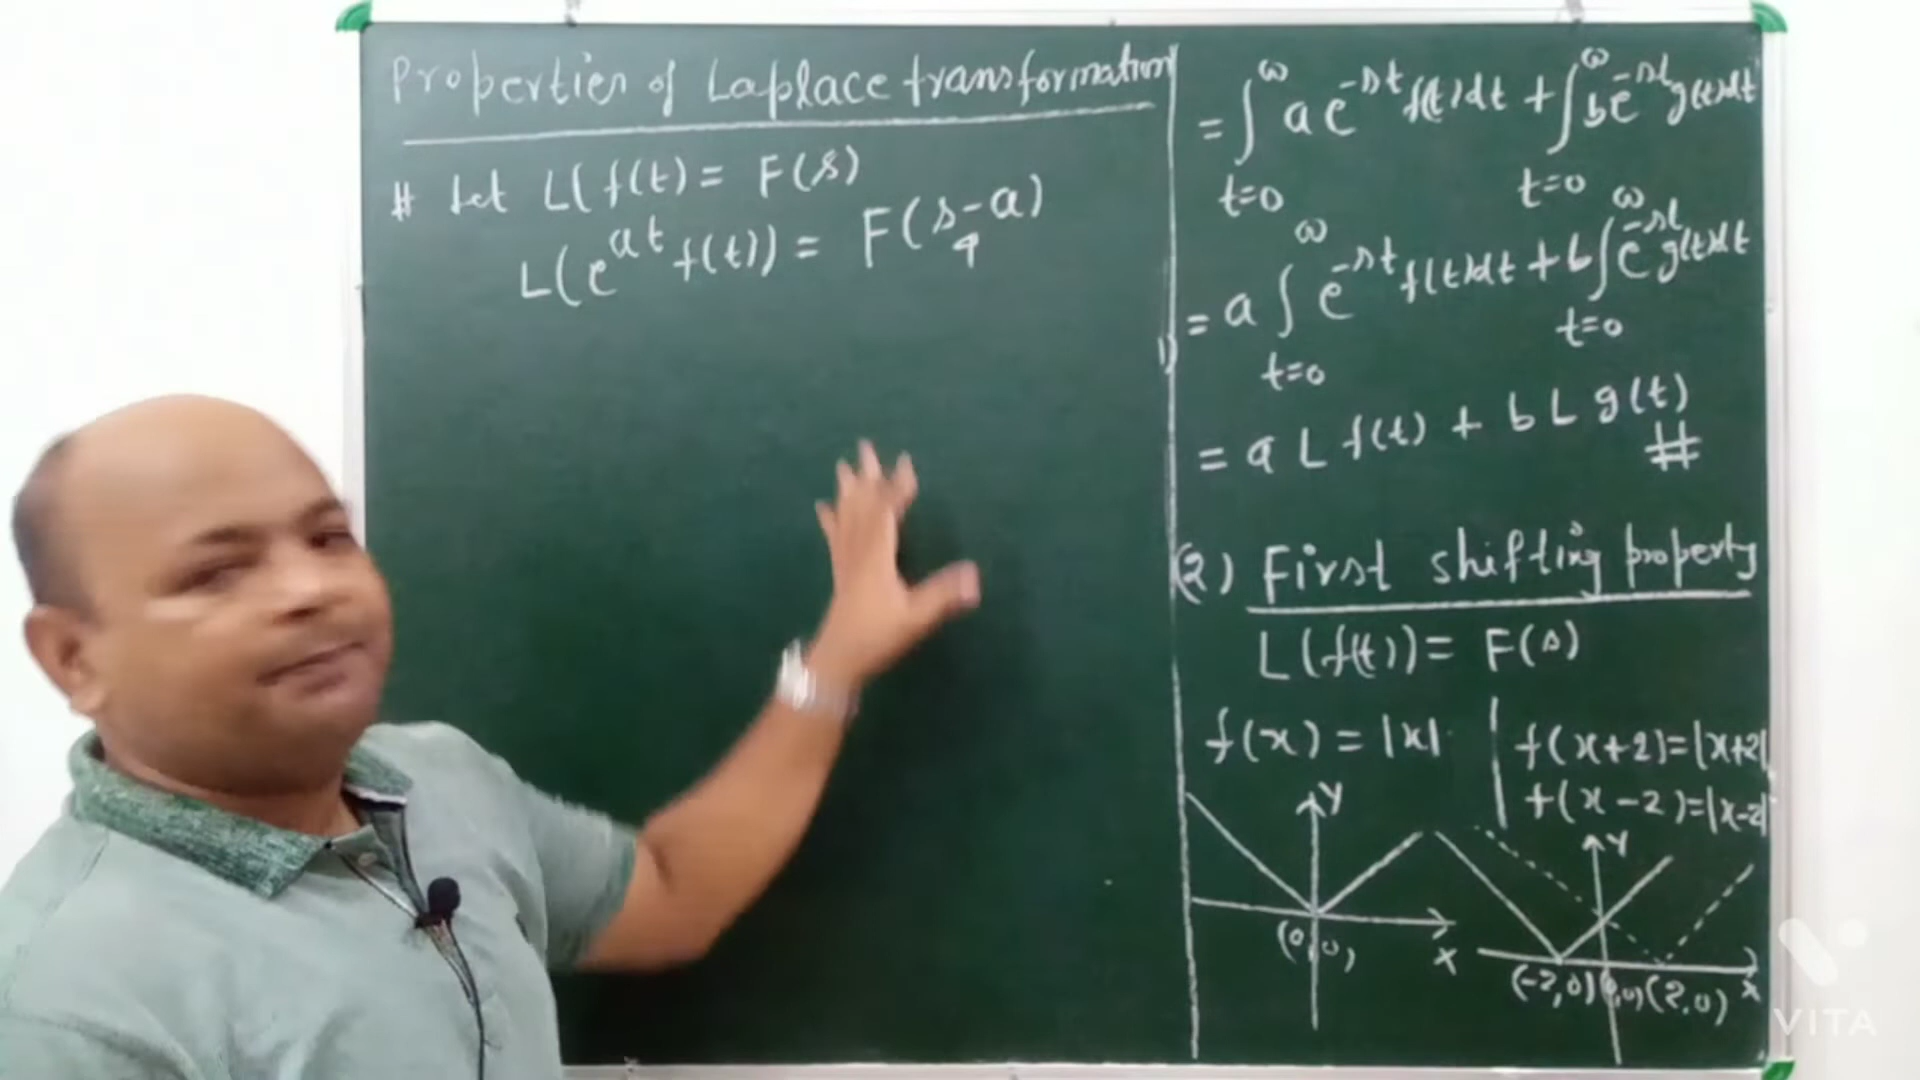 Properties of Laplace transformation
# Let L(f(t) = F(s)
L(e^{at} f(t)) = F(s-a)
= ∫_{t=0}^{∞} a e^{-st} f(t) dt + ∫_{t=0}^{∞} b e^{-st} g(t) dt
= a ∫_{t=0}^{∞} e^{-st} f(t) dt + b ∫_{t=0}^{∞} e^{-st} g(t) dt
= a L f(t) + b L g(t)
#
(2) First shifting property
L(f(t)) = F(s)
f(x) = |x|
f(x+2)=|x+2|
f(x-2)=|x-2|
Y
(0,0)
X
Y
(-2,0) (0,0) (2,0) X
VITA